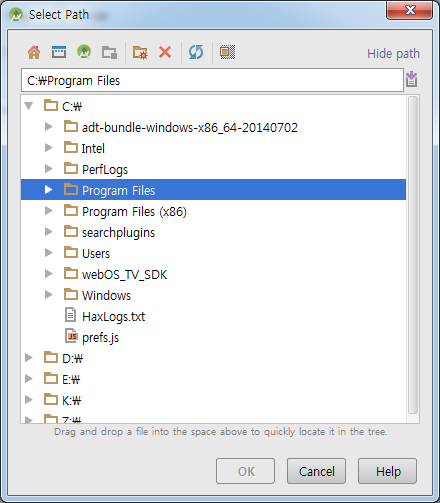 Select Path
Hide path
C:₩Program Files
C:₩
adt-bundle-windows-x86_64-20140702
Intel
PerfLogs
Program Files
Program Files (x86)
searchplugins
Users
webOS_TV_SDK
Windows
HaxLogs.txt
prefs.js
D:₩
E:₩
K:₩
Z:₩
Drag and drop a file into the space above to quickly locate it in the tree.
OK
Cancel
Help